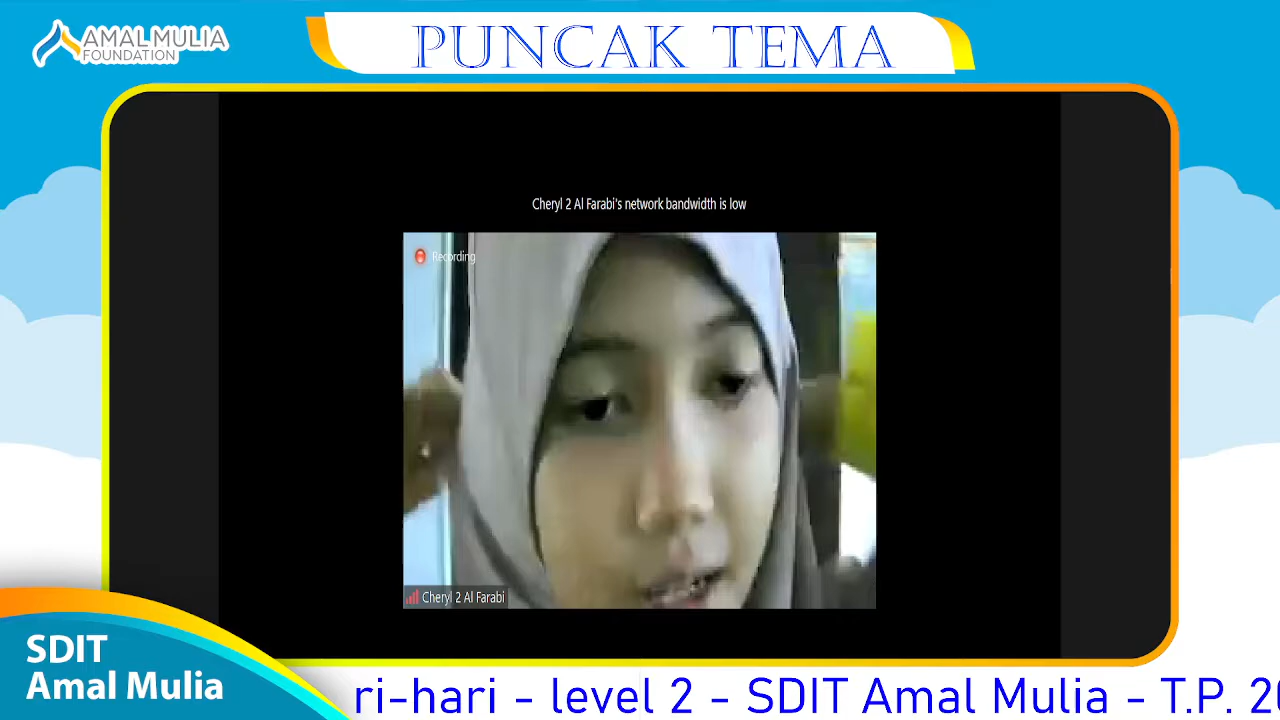 AMAL MULIA
FOUNDATION
PUNCAK TEMA
Cheryl 2 Al Farabi's network bandwidth is low
Recording
Cheryl 2 Al Farabi
SDIT
Amal Mulia
ri-hari - level 2 - SDIT Amal Mulia - T.P. 20